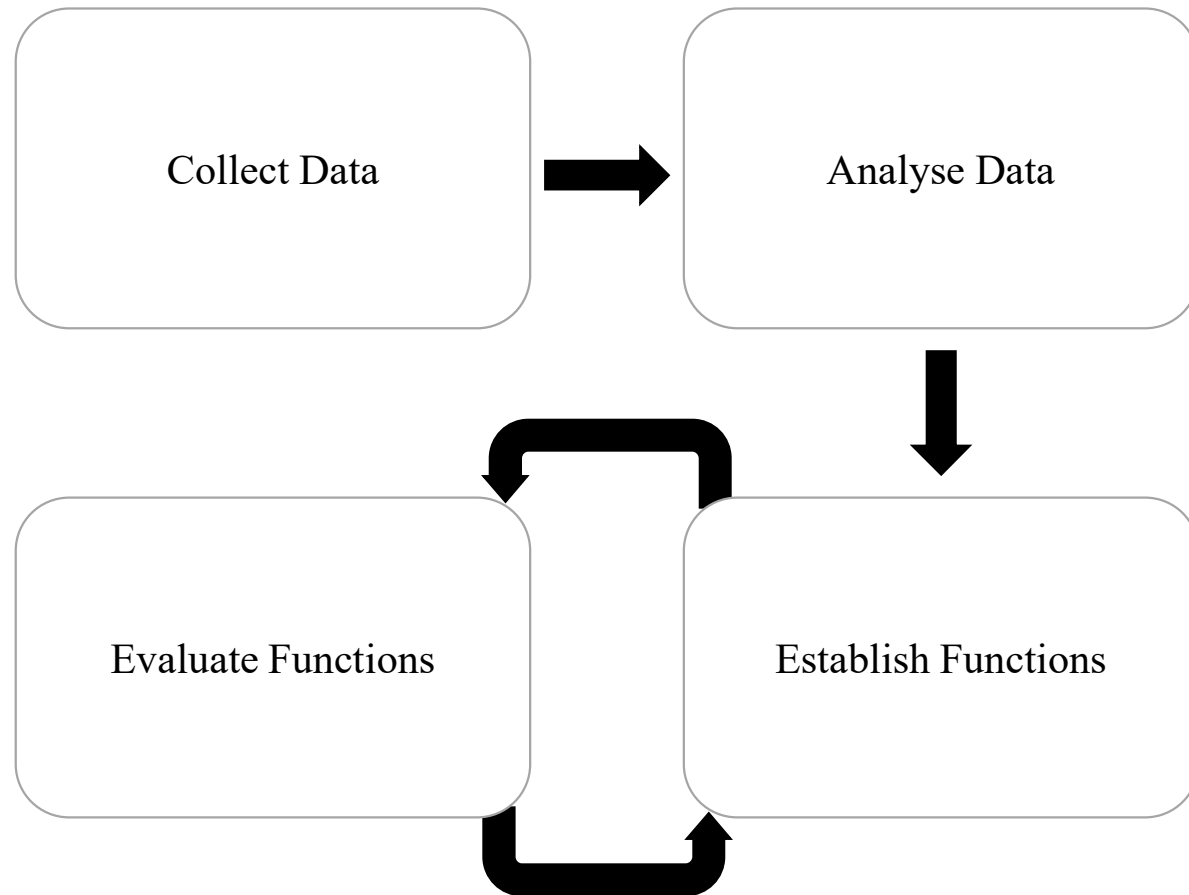 Collect Data
Analyse Data
Evaluate Functions
Establish Functions